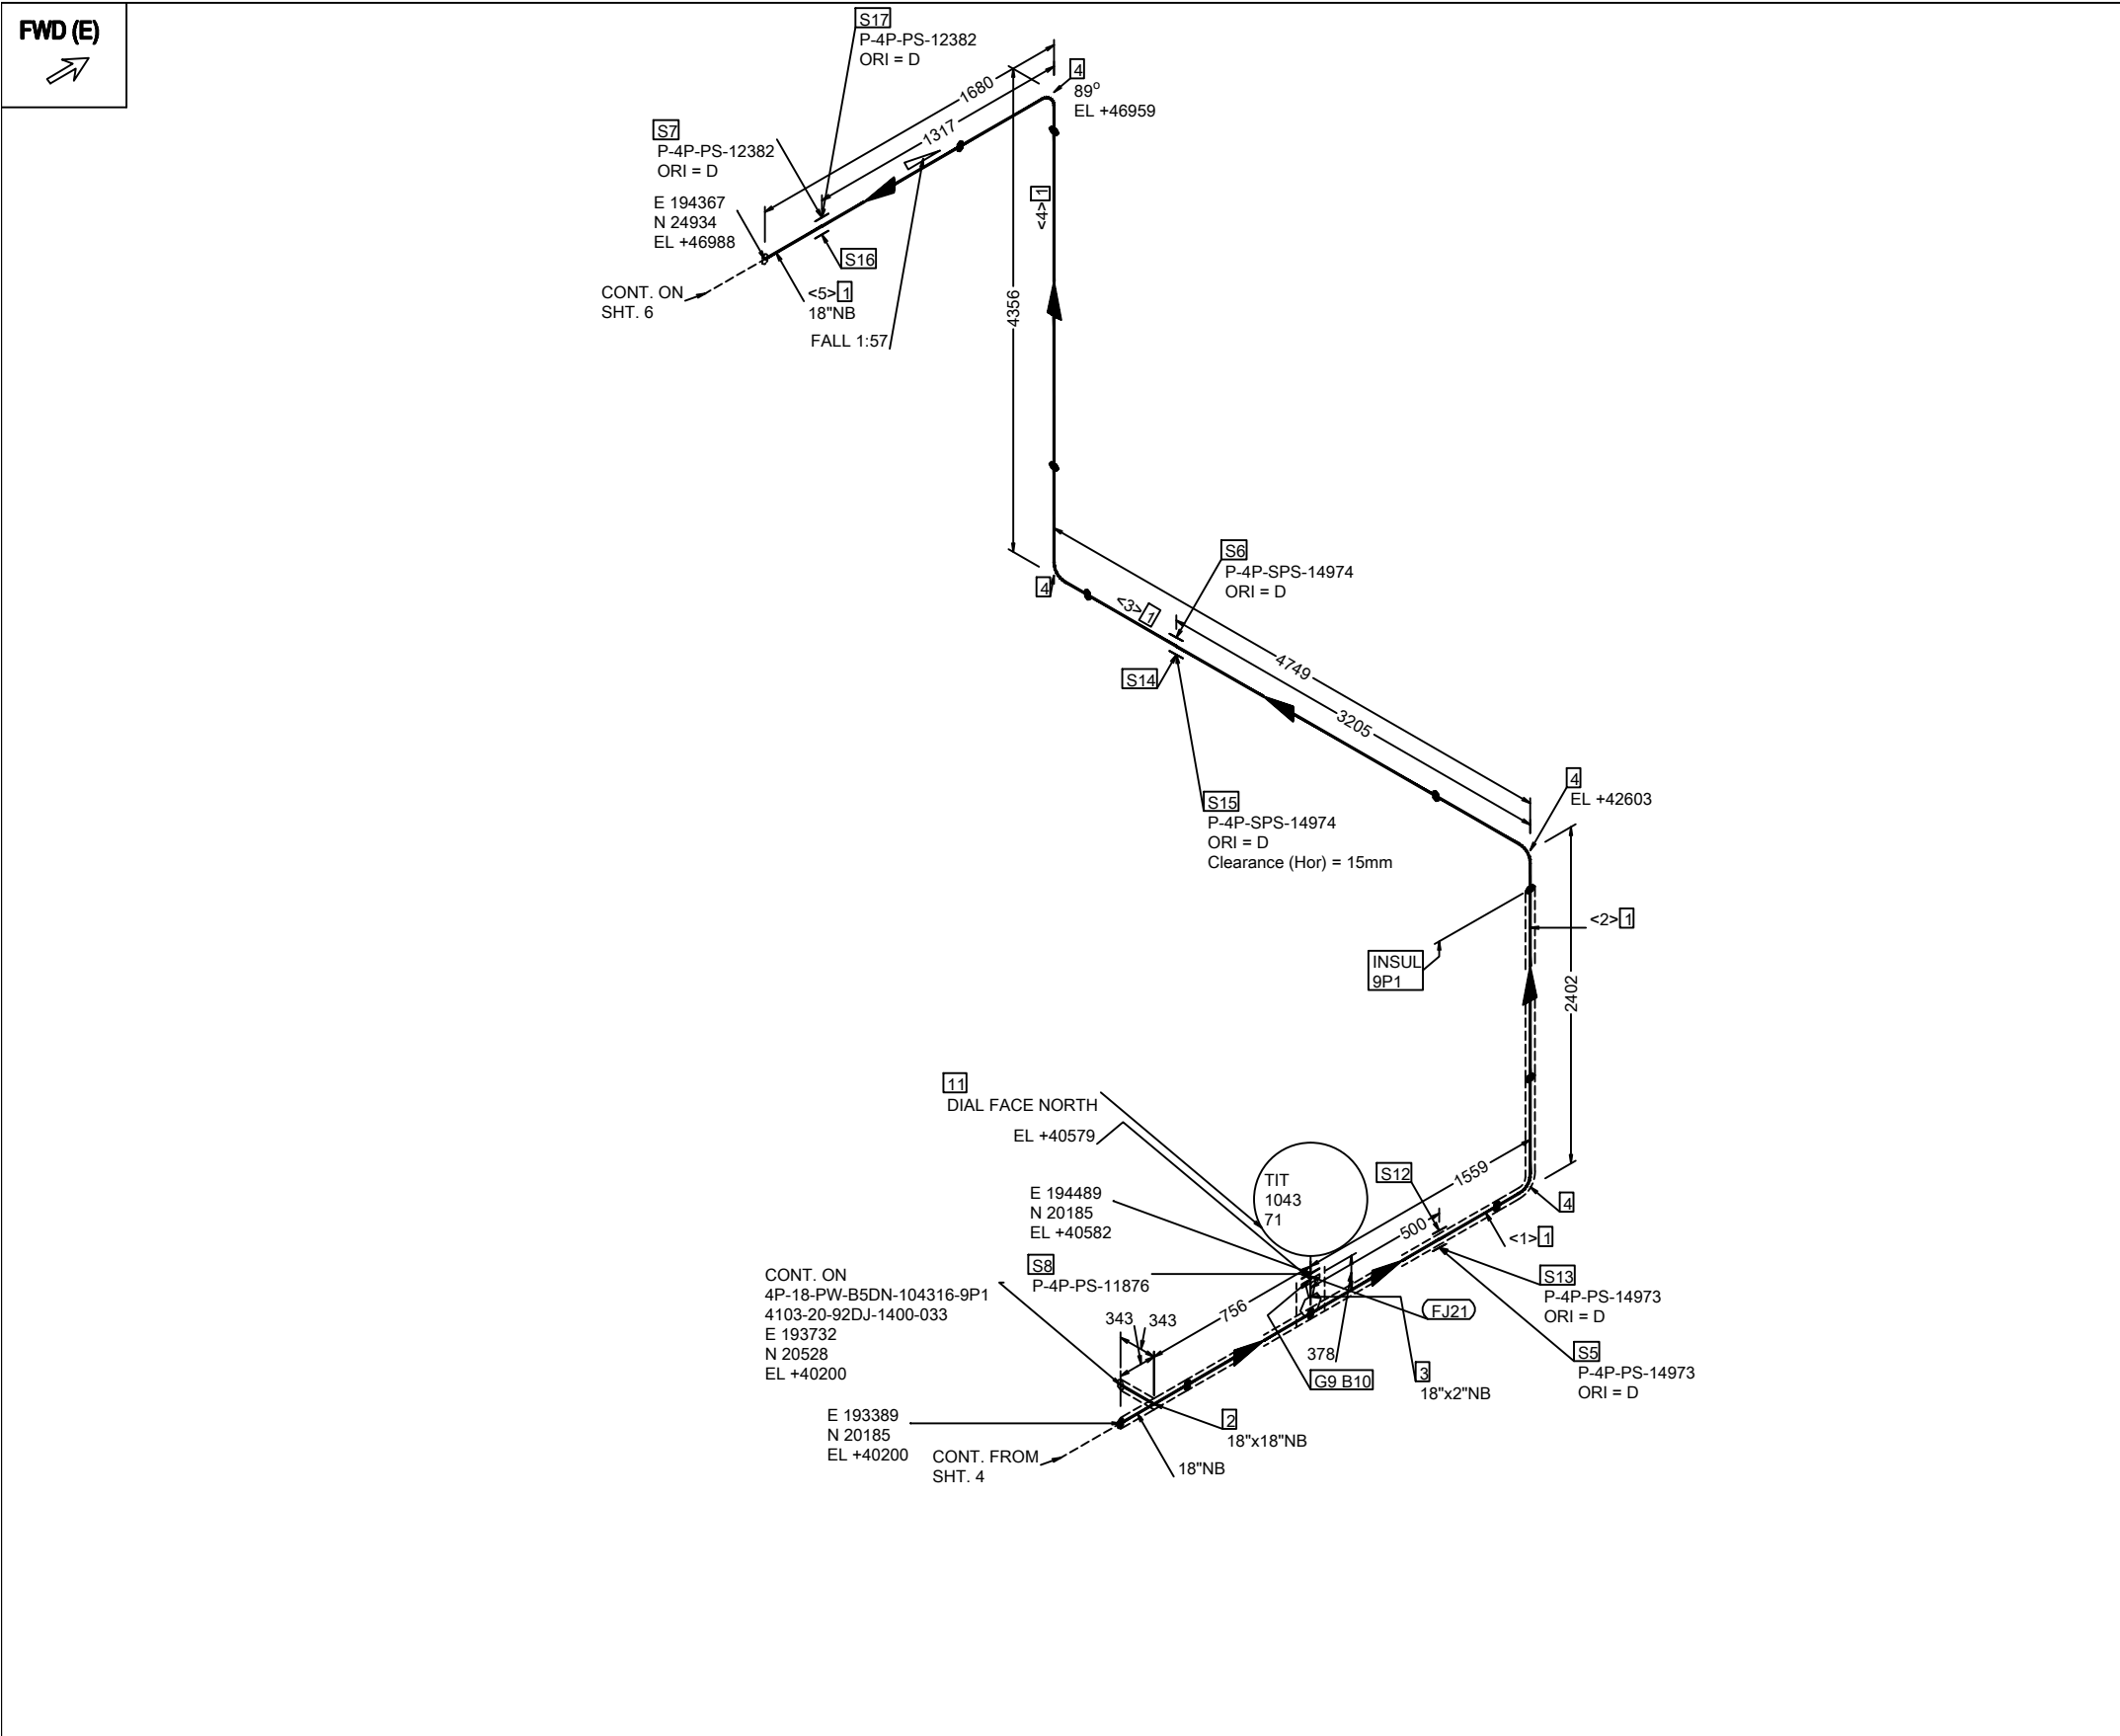 FWD (E)
S17
P-4P-PS-12382
ORI = D
4
89°
EL +46959
1680
1317
S7
P-4P-PS-12382
ORI = D
E 194367
N 24934
EL +46988
S16
CONT. ON
SHT. 6
<5> 1
18"NB
FALL 1:57
<4> 1
4356
4
<3> 1
S6
P-4P-SPS-14974
ORI = D
S14
4749
3205
S15
P-4P-SPS-14974
ORI = D
Clearance (Hor) = 15mm
4
EL +42603
<2> 1
INSUL
9P1
2402
11
DIAL FACE NORTH
EL +40579
TIT
1043
71
S12
1559
500
E 194489
N 20185
EL +40582
4
<1> 1
S8
P-4P-PS-11876
S13
P-4P-PS-14973
ORI = D
CONT. ON
4P-18-PW-B5DN-104316-9P1
4103-20-92DJ-1400-033
E 193732
N 20528
EL +40200
756
343
343
FJ21
378
G9 B10
3
18"x2"NB
S5
P-4P-PS-14973
ORI = D
E 193389
N 20185
EL +40200
2
18"x18"NB
CONT. FROM
SHT. 4
18"NB